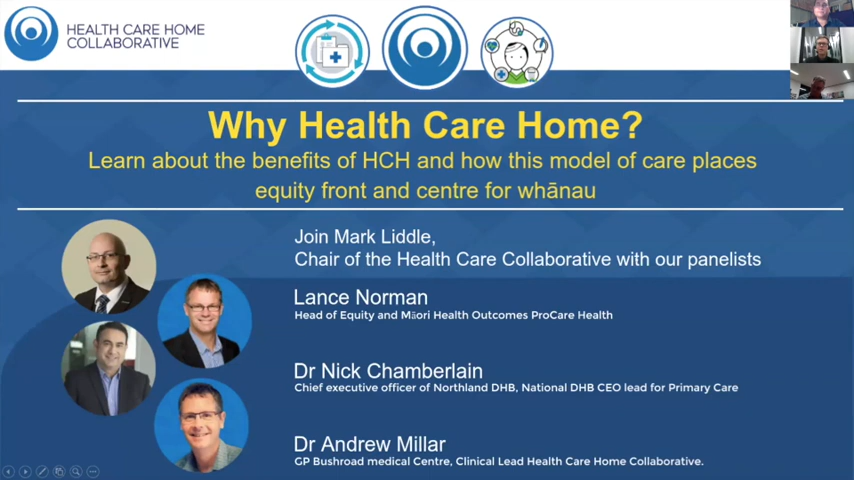 HEALTH CARE HOME
COLLABORATIVE
Why Health Care Home?
Learn about the benefits of HCH and how this model of care places
equity front and centre for whānau
Join Mark Liddle,
Chair of the Health Care Collaborative with our panelists
Lance Norman
Head of Equity and Māori Health Outcomes ProCare Health
Dr Nick Chamberlain
Chief executive officer of Northland DHB, National DHB CEO lead for Primary Care
Dr Andrew Millar
GP Bushroad medical Centre, Clinical Lead Health Care Home Collaborative.